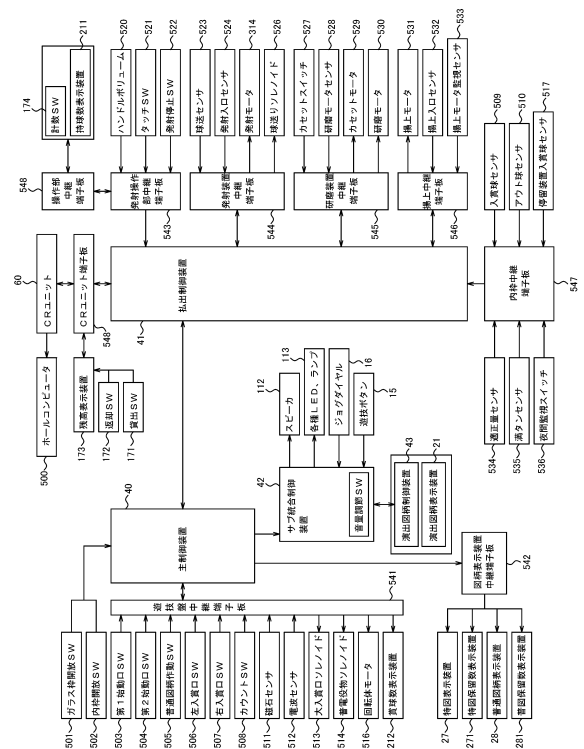 501 ガラス枠開放SW
502 内枠開放SW
503 第1始動口SW
504 第2始動口SW
505 普通図柄作動SW
506 左入賞口SW
507 右入賞口SW
508 カウントSW
511 磁石センサ
512 電波センサ
513 大入賞口ソレノイド
514 普電役物ソレノイド
516 回転体モータ
212 賞球数表示装置
遊技盤中継端子板
541
主制御装置
40
27 特図表示装置
271 特図保留数表示装置
28 普通図柄表示装置
281 普図保留数表示装置
図柄表示装置
中継端子板
542
サブ統合制御
装置
42
音量調節SW
スピーカ
112
各種LED、ランプ
113
ジョグダイヤル
16
遊技ボタン
15
演出図柄制御装置
43
演出図柄表示装置
21
500 ホールコンピュータ
CRユニット
60
CRユニット端子板
548
173 残高表示装置
172 返却SW
171 貸出SW
払出制御装置
41
534 適正量センサ
535 満タンセンサ
536 夜間監視スイッチ
内枠中継
端子板
547
入賞球センサ
509
アウト球センサ
510
停留装置入賞球センサ
517
操作部中継
端子板
548
174 計数SW
持球数表示装置
211
発射操作
部中継端
子板
543
ハンドルボリューム
520
タッチSW
521
発射停止SW
522
発射装置
中継
端子板
544
球送センサ
523
発射入口センサ
524
発射モータ
314
球送りソレノイド
526
研磨装置
中継
端子板
545
カセットスイッチ
527
研磨モータセンサ
528
カセットモータ
529
研磨モータ
530
揚上中継
端子板
546
揚上モータ
531
揚上入口センサ
532
揚上モータ監視センサ
533